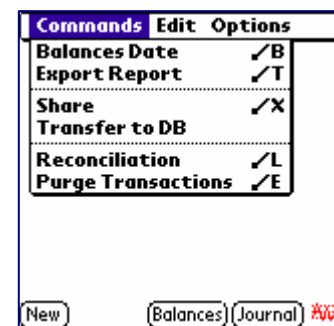 Commands Edit Options
Balances Date /B
Export Report /T
Share /X
Transfer to DB
Reconciliation /L
Purge Transactions /E
New Balances Journal